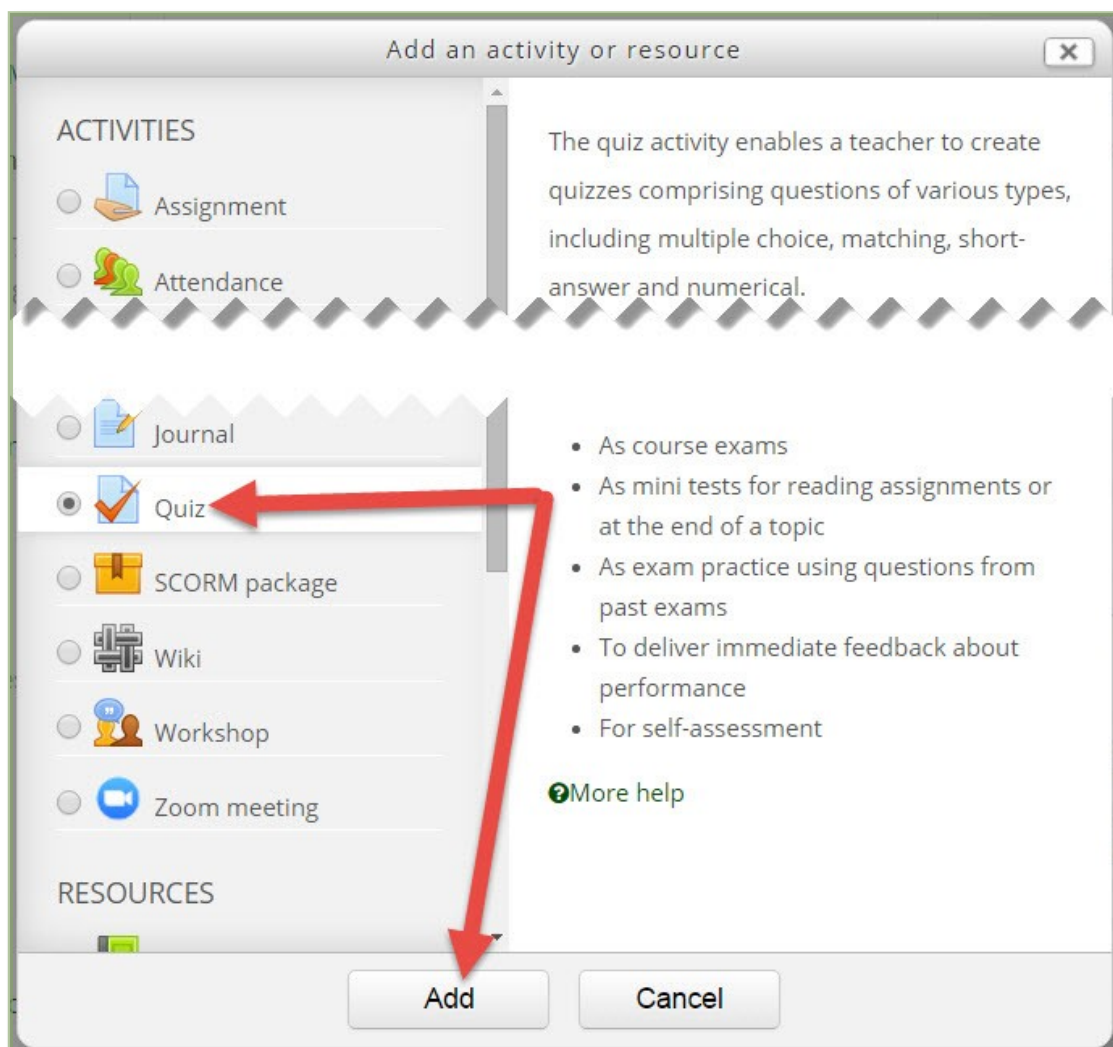 Add an activity or resource
ACTIVITIES
Assignment
Attendance
Journal
Quiz
SCORM package
Wiki
Workshop
Zoom meeting
RESOURCES
The quiz activity enables a teacher to create
quizzes comprising questions of various types,
including multiple choice, matching, short-
answer and numerical.
• As course exams
• As mini tests for reading assignments or
at the end of a topic
• As exam practice using questions from
past exams
• To deliver immediate feedback about
performance
• For self-assessment
More help
Add
Cancel